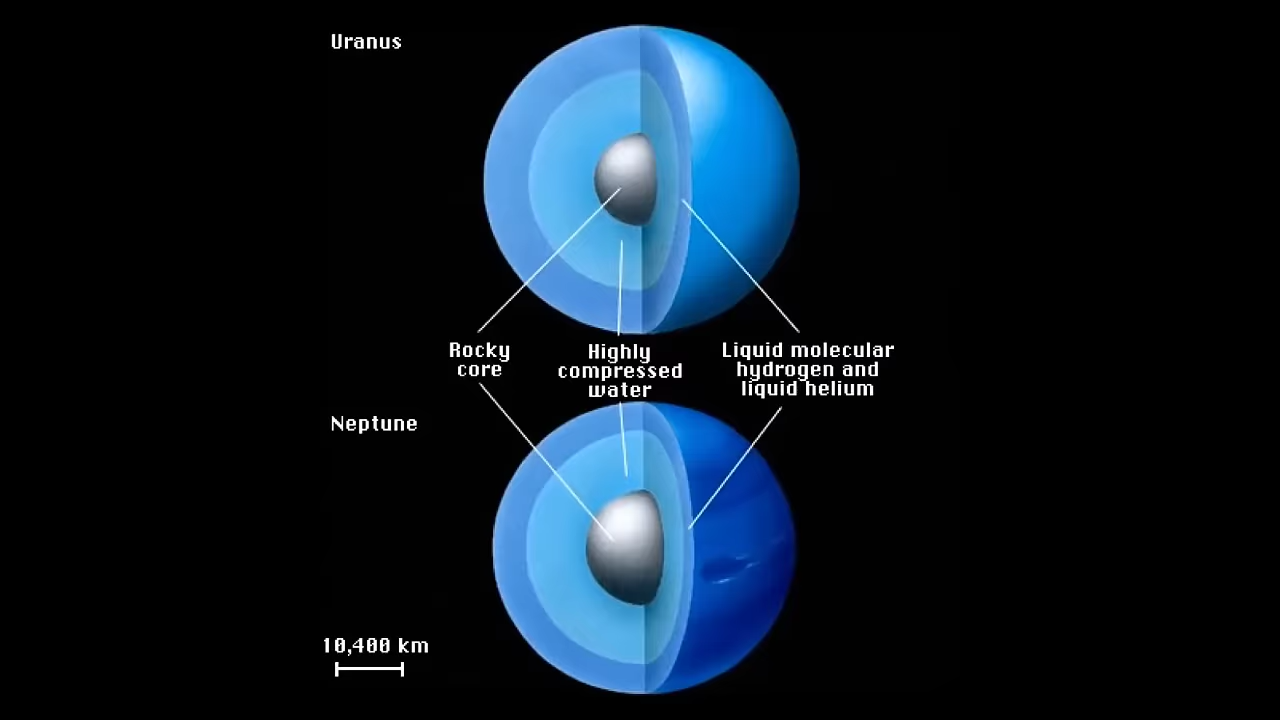 Uranus
Rocky
core
Highly
compressed
water
Liquid molecular
hydrogen and
liquid helium
Neptune
10,400 km